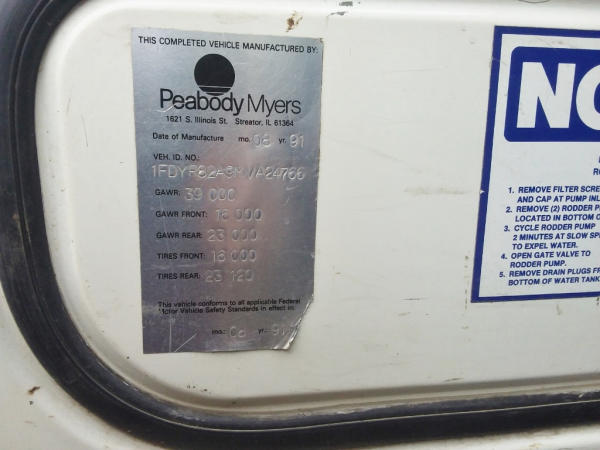 THIS COMPLETED VEHICLE MANUFACTURED BY:
Peabody Myers
1621 S. Illinois St. Streator, IL 61364
Date of Manufacture mo. 08 yr. 91
VEH. ID NO.:
GAWR: 39 000
GAWR FRONT: 16 000
GAWR REAR: 23 000
TIRES FRONT: 16 000
TIRES REAR: 23 120
This vehicle conforms to all applicable Federal
Motor Vehicle Safety Standards in effect in:
mo.: 08 yr. 91
NO
R
1. REMOVE FILTER SCRE
AND CAP AT PUMP INL
2. REMOVE (2) RODDER P
LOCATED IN BOTTOM O
3. CYCLE RODDER PUMP
2 MINUTES AT SLOW SP
TO EXPEL WATER.
4. OPEN GATE VALVE TO
RODDER PUMP.
5. REMOVE DRAIN PLUGS FR
BOTTOM OF WATER TANK